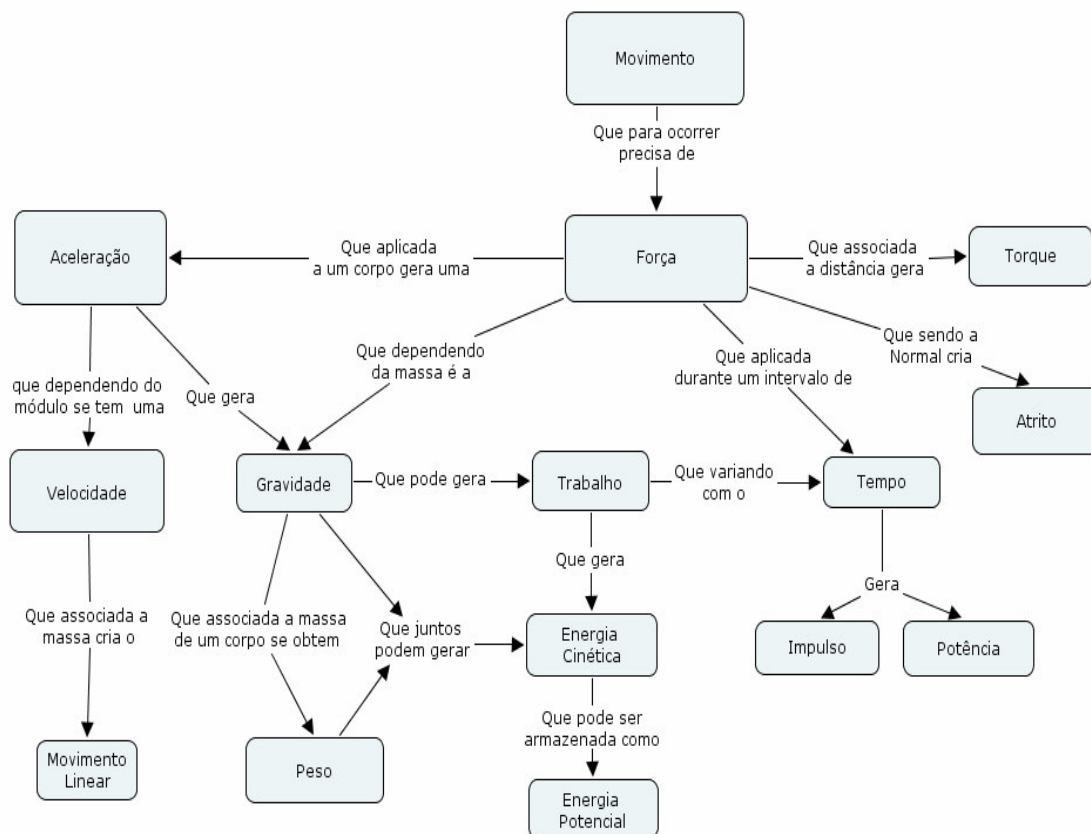 Movimento
Que para ocorrer
precisa de
Aceleração
Que aplicada
a um corpo gera uma
Força
Que associada
a distância gera
Torque
que dependendo do
módulo se tem uma
Que gera
Que dependendo
da massa é a
Que aplicada
durante um intervalo de
Que sendo a
Normal cria
Atrito
Velocidade
Gravidade
Que pode gera
Trabalho
Que variando
com o
Tempo
Que associada a
massa cria o
Que associada a massa
de um corpo se obtem
Que juntos
podem gerar
Que gera
Energia
Cinética
Gera
Impulso
Potência
Movimento
Linear
Peso
Que pode ser
armazenada como
Energia
Potencial